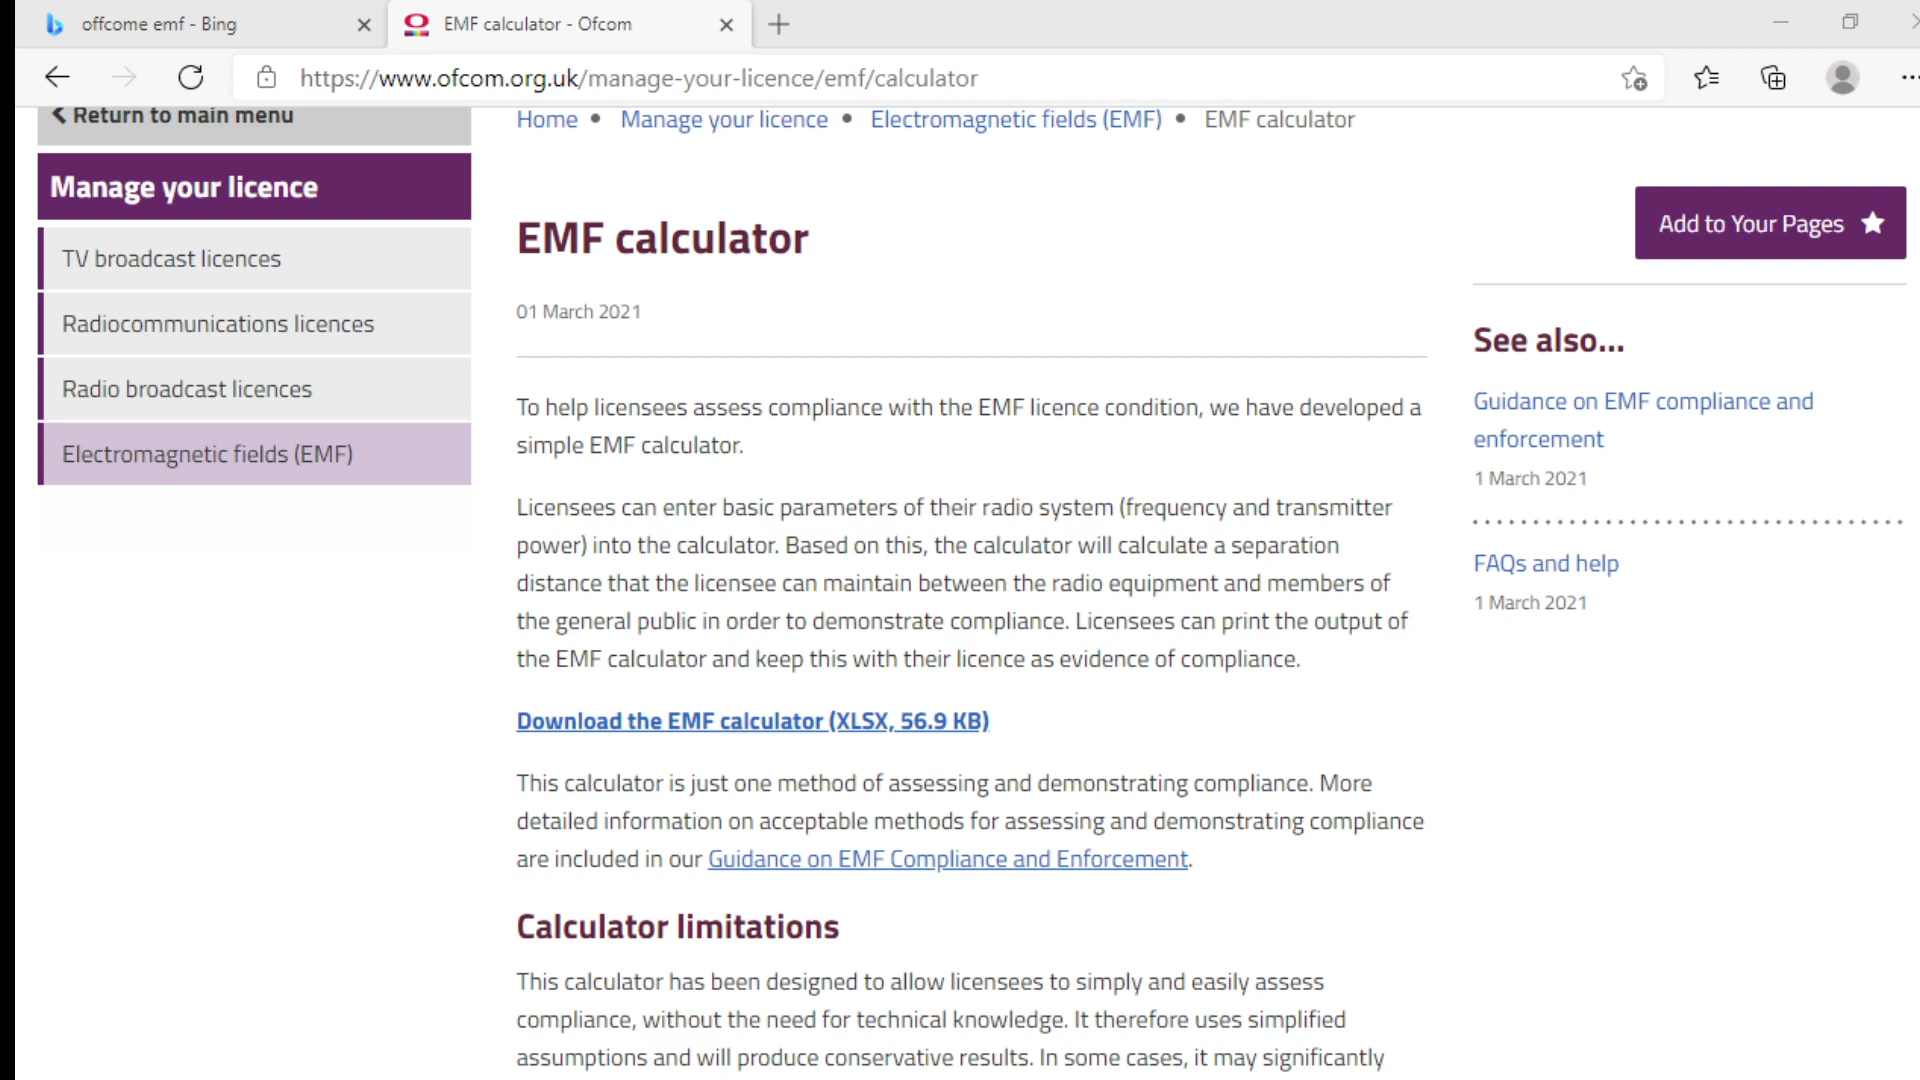 offcome emf - Bing
EMF calculator - Ofcom
https://www.ofcom.org.uk/manage-your-licence/emf/calculator
Return to main menu
Home • Manage your licence • Electromagnetic fields (EMF) • EMF calculator
Manage your licence
TV broadcast licences
Radiocommunications licences
Radio broadcast licences
Electromagnetic fields (EMF)
EMF calculator
01 March 2021
To help licensees assess compliance with the EMF licence condition, we have developed a
simple EMF calculator.
Licensees can enter basic parameters of their radio system (frequency and transmitter
power) into the calculator. Based on this, the calculator will calculate a separation
distance that the licensee can maintain between the radio equipment and members of
the general public in order to demonstrate compliance. Licensees can print the output of
the EMF calculator and keep this with their licence as evidence of compliance.
Download the EMF calculator (XLSX, 56.9 KB)
This calculator is just one method of assessing and demonstrating compliance. More
detailed information on acceptable methods for assessing and demonstrating compliance
are included in our Guidance on EMF Compliance and Enforcement.
Calculator limitations
This calculator has been designed to allow licensees to simply and easily assess
compliance, without the need for technical knowledge. It therefore uses simplified
assumptions and will produce conservative results. In some cases, it may significantly
Add to Your Pages
See also...
Guidance on EMF compliance and
enforcement
1 March 2021
FAQs and help
1 March 2021